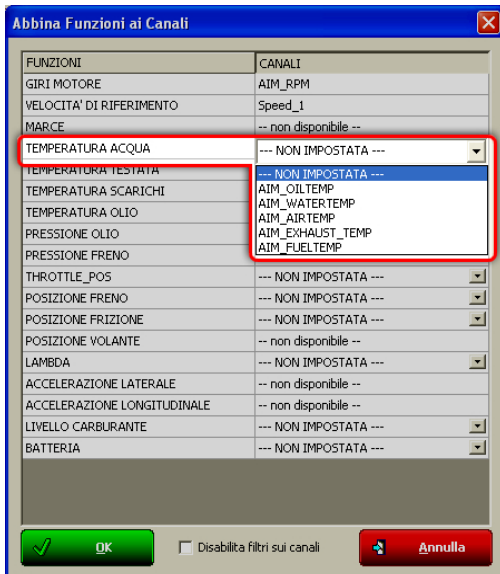 Abbina Funzioni ai Canali
FUNZIONI CANALI
GIRI MOTORE AIM_RPM
VELOCITA' DI RIFERIMENTO Speed_1
MARCE -- non disponibile --
TEMPERATURA ACQUA --- NON IMPOSTATA ---
TEMPERATURA TESTATA --- NON IMPOSTATA ---
TEMPERATURA SCARICHI AIM_OILTEMP
AIM_WATERTEMP
TEMPERATURA OLIO AIM_AIRTEMP
PRESSIONE OLIO AIM_EXHAUST_TEMP
PRESSIONE FRENO AIM_FUELTEMP
THROTTLE_POS --- NON IMPOSTATA ---
POSIZIONE FRENO --- NON IMPOSTATA ---
POSIZIONE FRIZIONE --- NON IMPOSTATA ---
POSIZIONE VOLANTE -- non disponibile --
LAMBDA --- NON IMPOSTATA ---
ACCELERAZIONE LATERALE -- non disponibile --
ACCELERAZIONE LONGITUDINALE -- non disponibile --
LIVELLO CARBURANTE --- NON IMPOSTATA ---
BATTERIA --- NON IMPOSTATA ---
OK Disabilita filtri sui canali Annulla